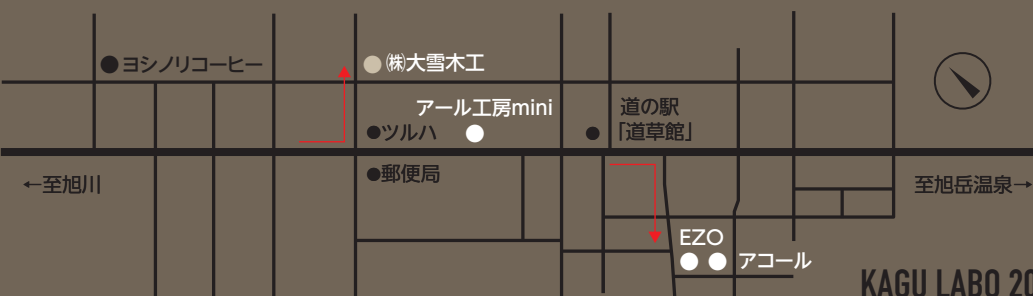 ヨシノリコーヒー
㈱大雪木工
アール工房mini
ツルハ
道の駅
「道草館」
郵便局
←至旭川
至旭岳温泉→
EZO
アコール
KAGU LABO 20